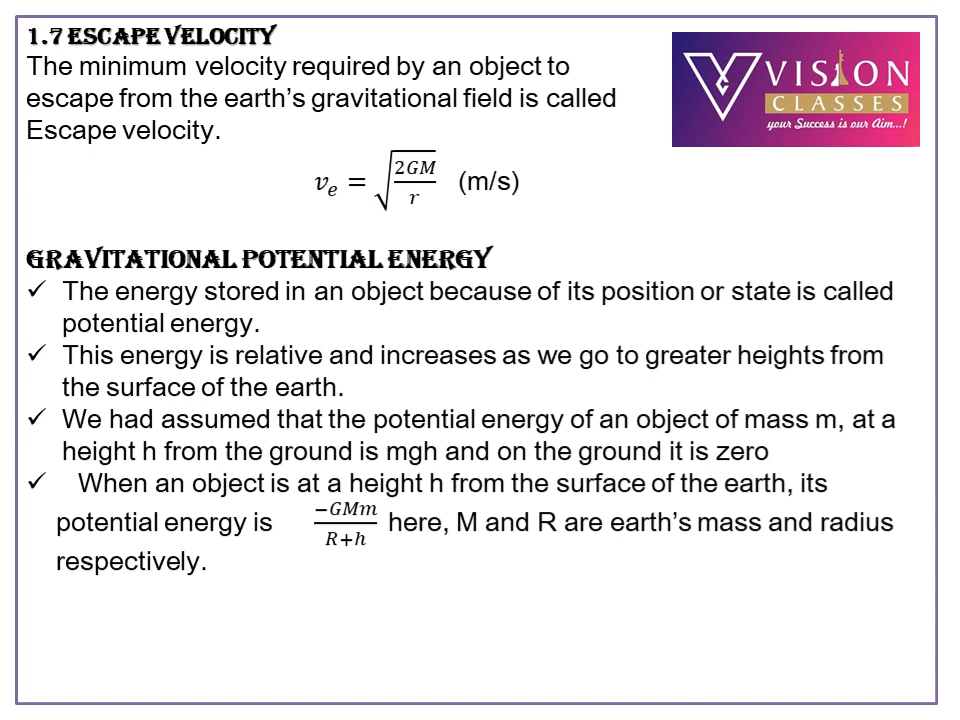 1.7 ESCAPE VELOCITY
The minimum velocity required by an object to
escape from the earth's gravitational field is called
Escape velocity.
VISION
CLASSES
your Success is our Aim...!
𝑣ₑ = √(2𝐺𝑀/𝑟) (m/s)
GRAVITATIONAL POTENTIAL ENERGY
✓ The energy stored in an object because of its position or state is called
potential energy.
✓ This energy is relative and increases as we go to greater heights from
the surface of the earth.
✓ We had assumed that the potential energy of an object of mass m, at a
height h from the ground is mgh and on the ground it is zero
✓ When an object is at a height h from the surface of the earth, its
potential energy is −𝐺𝑀𝑚/(𝑅+ℎ) here, M and R are earth's mass and radius
respectively.